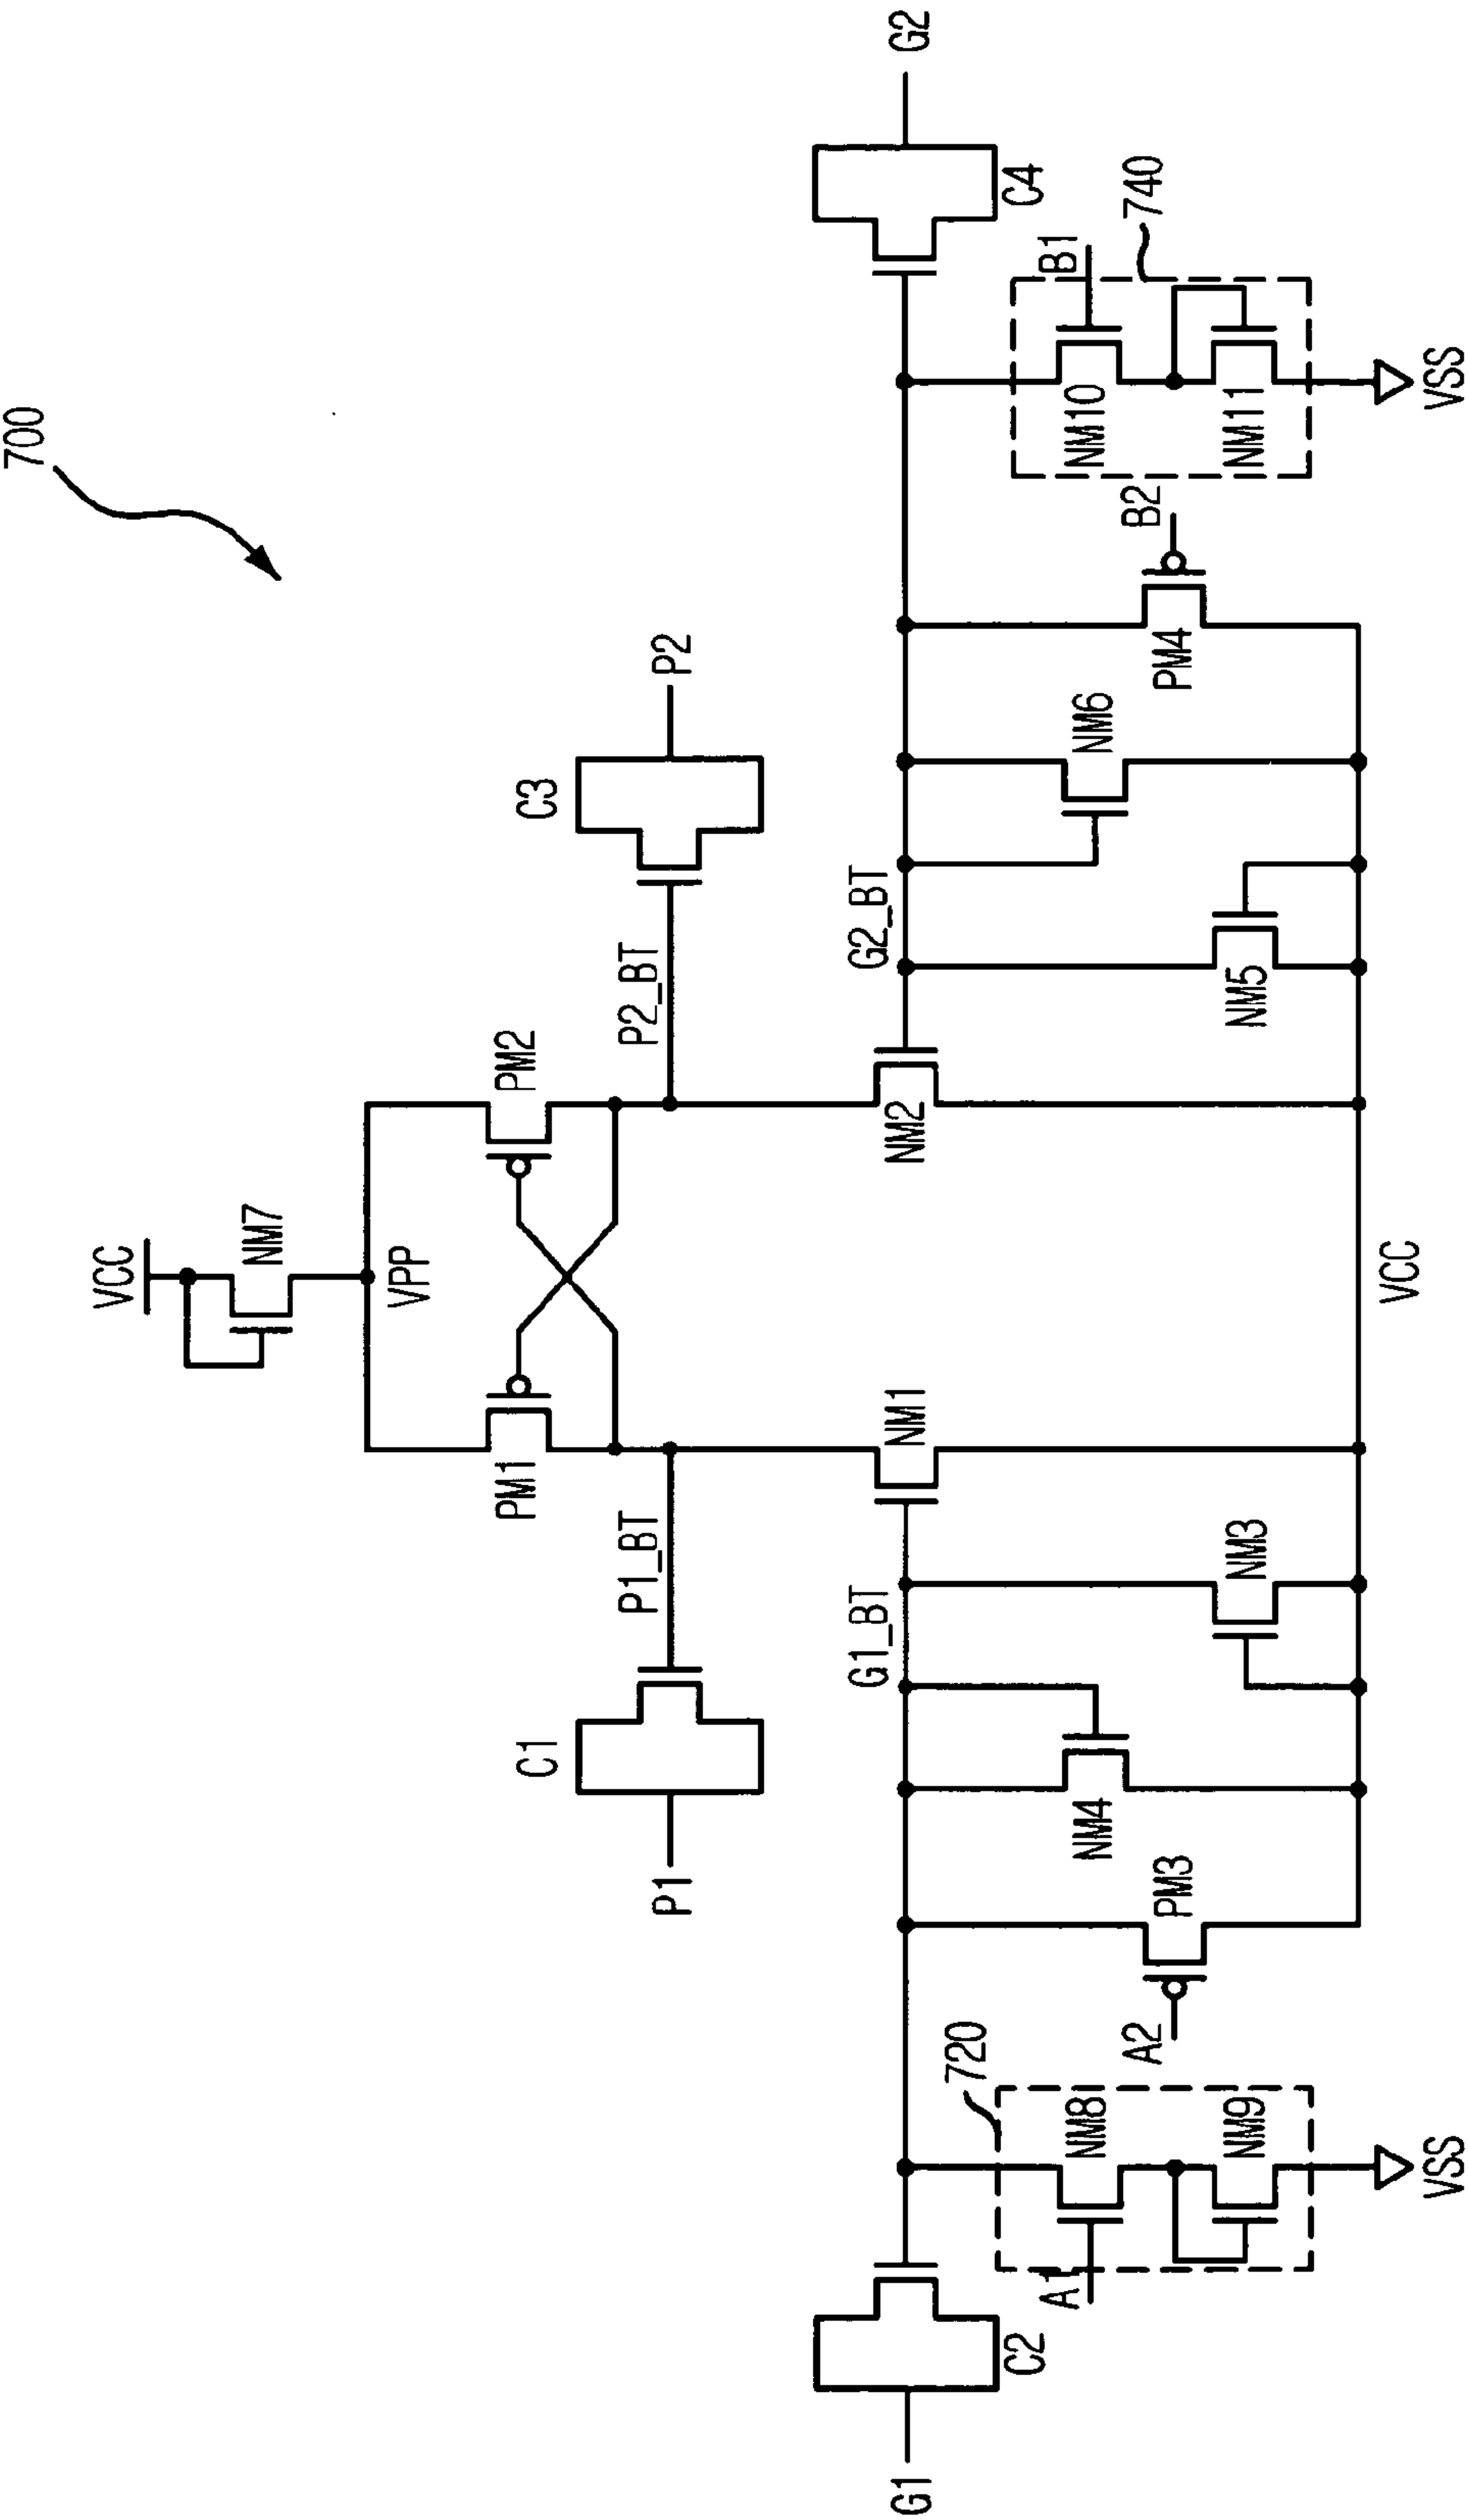 700
VCC
NM7
VPP
PM1
PM2
C1
C3
P1_BT
P2_BT
P1
P2
G1_BT
G2_BT
NM1
NM2
G1
G2
C2
C4
720
740
A1
B1
NM8
NM10
NM4
NM6
A2
B2
PM3
PM4
NM9
NM11
NM3
NM5
VCC
VSS
VSS